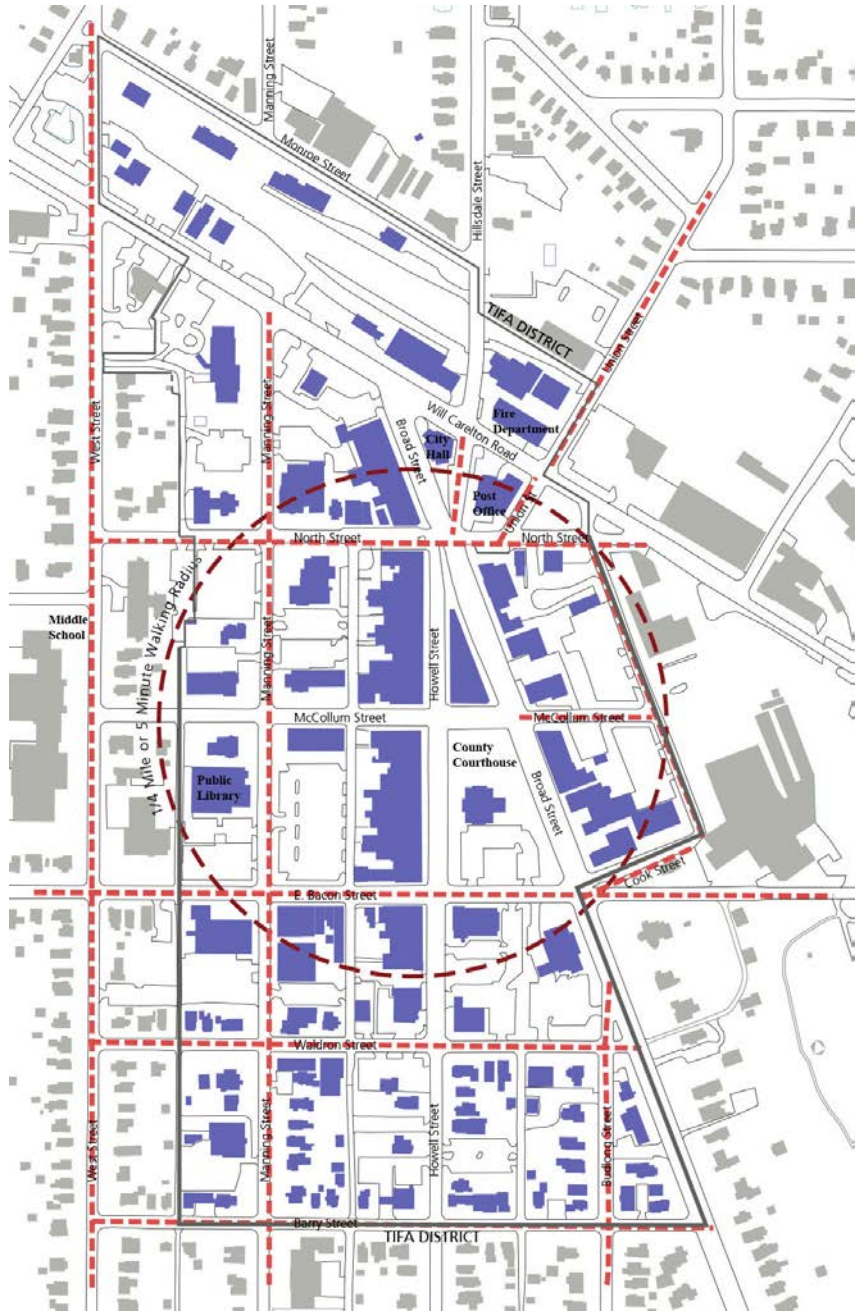 Manning Street
Monroe Street
Hillsdale Street
TIFA DISTRICT
Union Street
West Street
Manning Street
Will Carelton Road
Broad Street
City
Hall
Fire
Department
Post
Office
Union St
North Street
North Street
1/4 Mile or 5 Minute Walking Radius
Middle
School
Manning Street
Howell Street
McCollum Street
McCollum Street
Public
Library
County
Courthouse
Broad Street
Cook Street
E. Bacon Street
Waldron Street
West Street
Manning Street
Howell Street
Budlong Street
Barry Street
TIFA DISTRICT